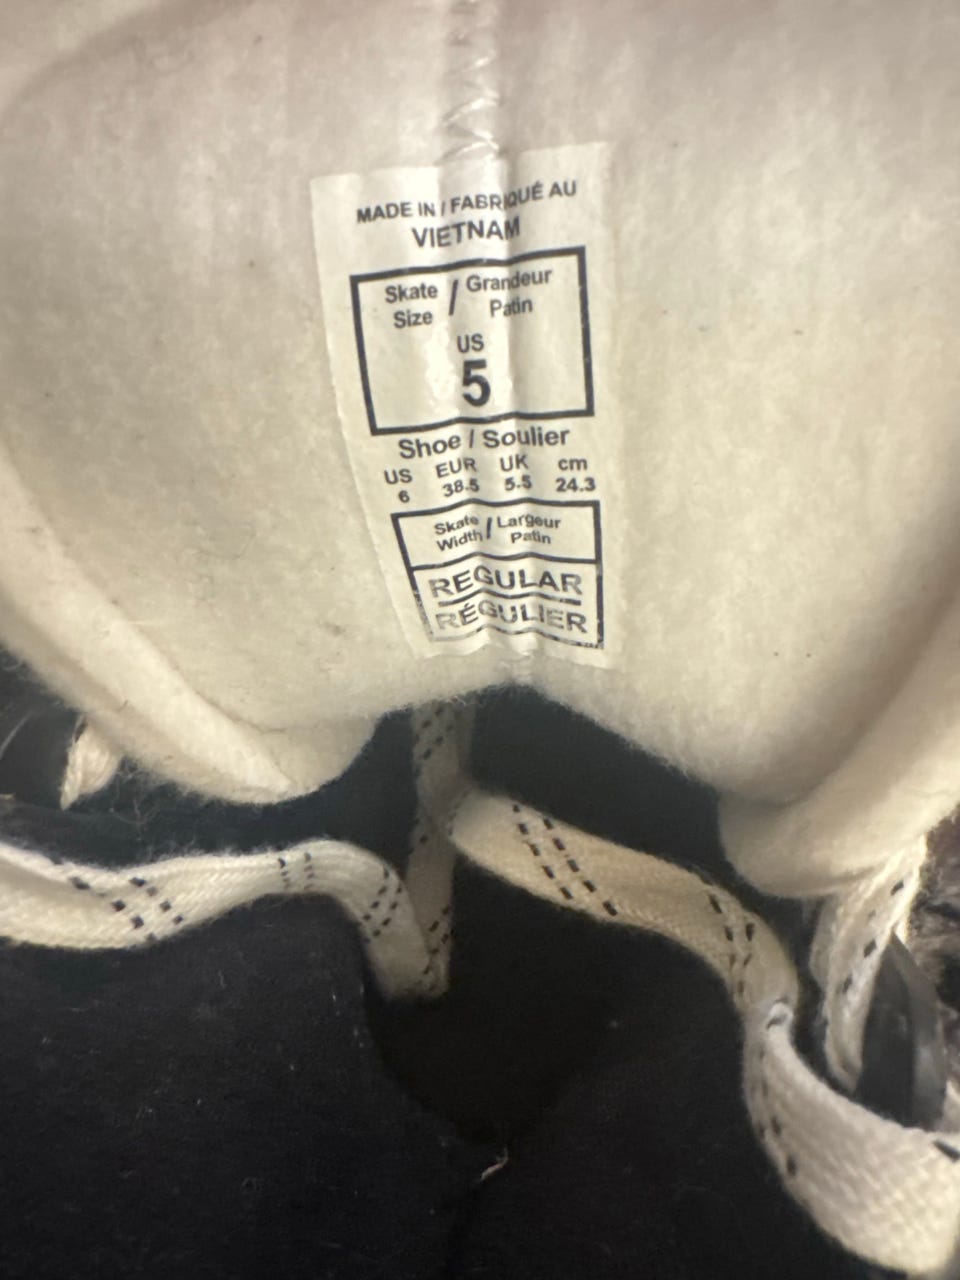 MADE IN / FABRIQUÉ AU
VIETNAM
Skate Size / Grandeur Patin
US
5
Shoe / Soulier
US EUR UK cm
6 38.5 5.5 24.3
Skate Width / Largeur Patin
REGULAR
RÉGULIER